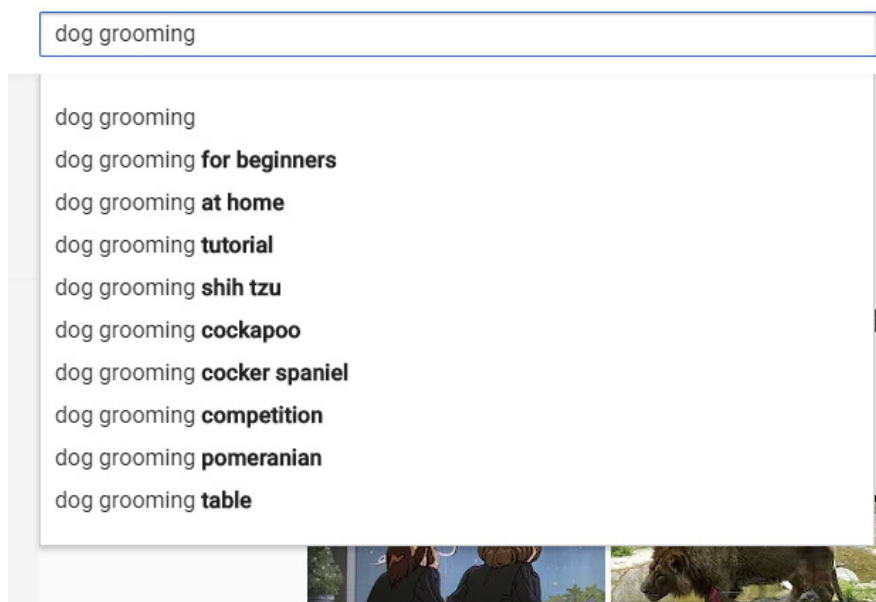 dog grooming
dog grooming
dog grooming for beginners
dog grooming at home
dog grooming tutorial
dog grooming shih tzu
dog grooming cockapoo
dog grooming cocker spaniel
dog grooming competition
dog grooming pomeranian
dog grooming table